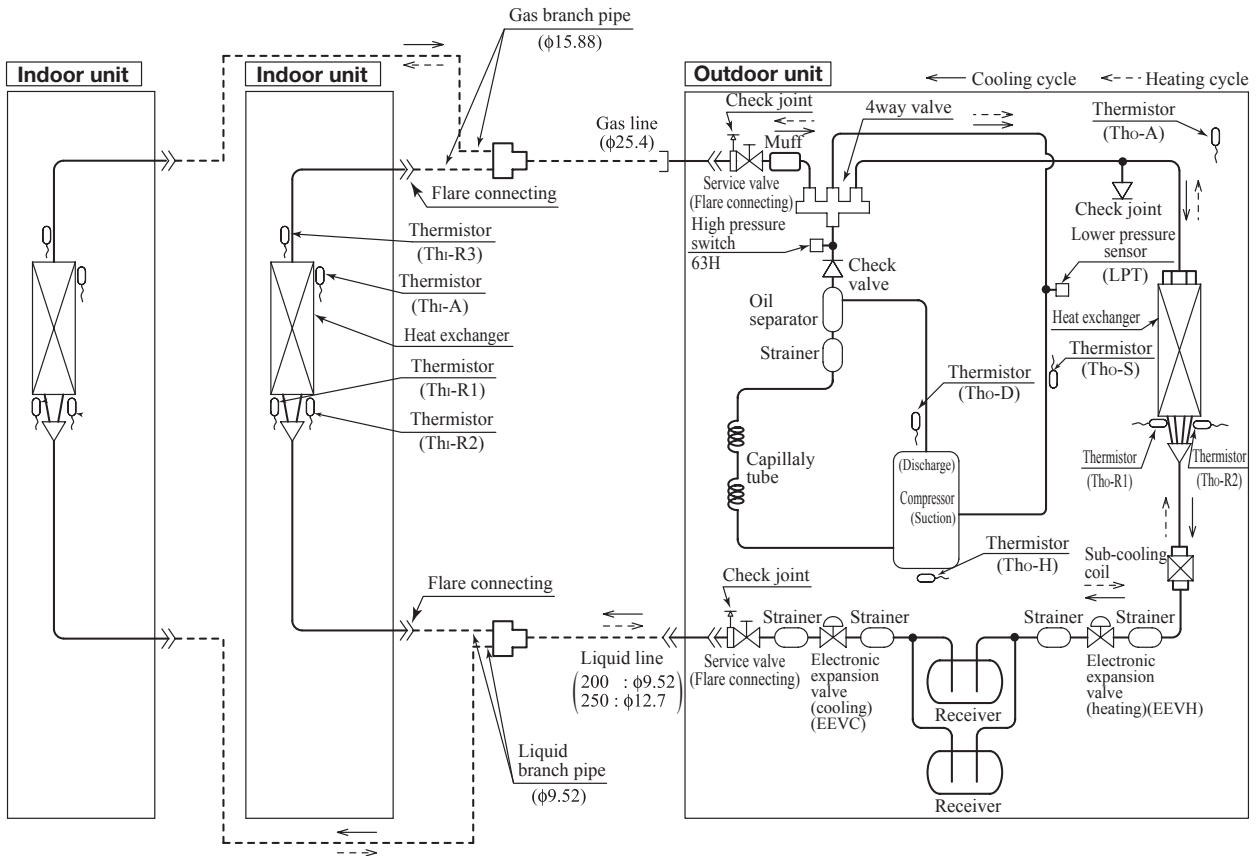 Gas branch pipe
(ϕ15.88)
Indoor unit
Indoor unit
Outdoor unit
Cooling cycle
Heating cycle
Check joint
4way valve
Thermistor
(Tho-A)
Gas line
(ϕ25.4)
Muff
Flare connecting
Service valve
(Flare connecting)
Check joint
Thermistor
(ThI-R3)
High pressure
switch
63H
Lower pressure
sensor
(LPT)
Check
valve
Thermistor
(ThI-A)
Oil
separator
Heat exchanger
Heat exchanger
Strainer
Thermistor
(Tho-S)
Thermistor
(ThI-R1)
Thermistor
(Tho-D)
Thermistor
(ThI-R2)
Capillaly
tube
(Discharge)
Compressor
(Suction)
Thermistor
(Tho-R1)
Thermistor
(Tho-R2)
Thermistor
(Tho-H)
Sub-cooling
coil
Flare connecting
Check joint
Strainer
Strainer
Strainer
Strainer
Liquid line
200 : ϕ9.52
250 : ϕ12.7
Service valve
(Flare connecting)
Electronic
expansion
valve
(cooling)
(EEVC)
Receiver
Electronic
expansion
valve
(heating)(EEVH)
Liquid
branch pipe
(ϕ9.52)
Receiver